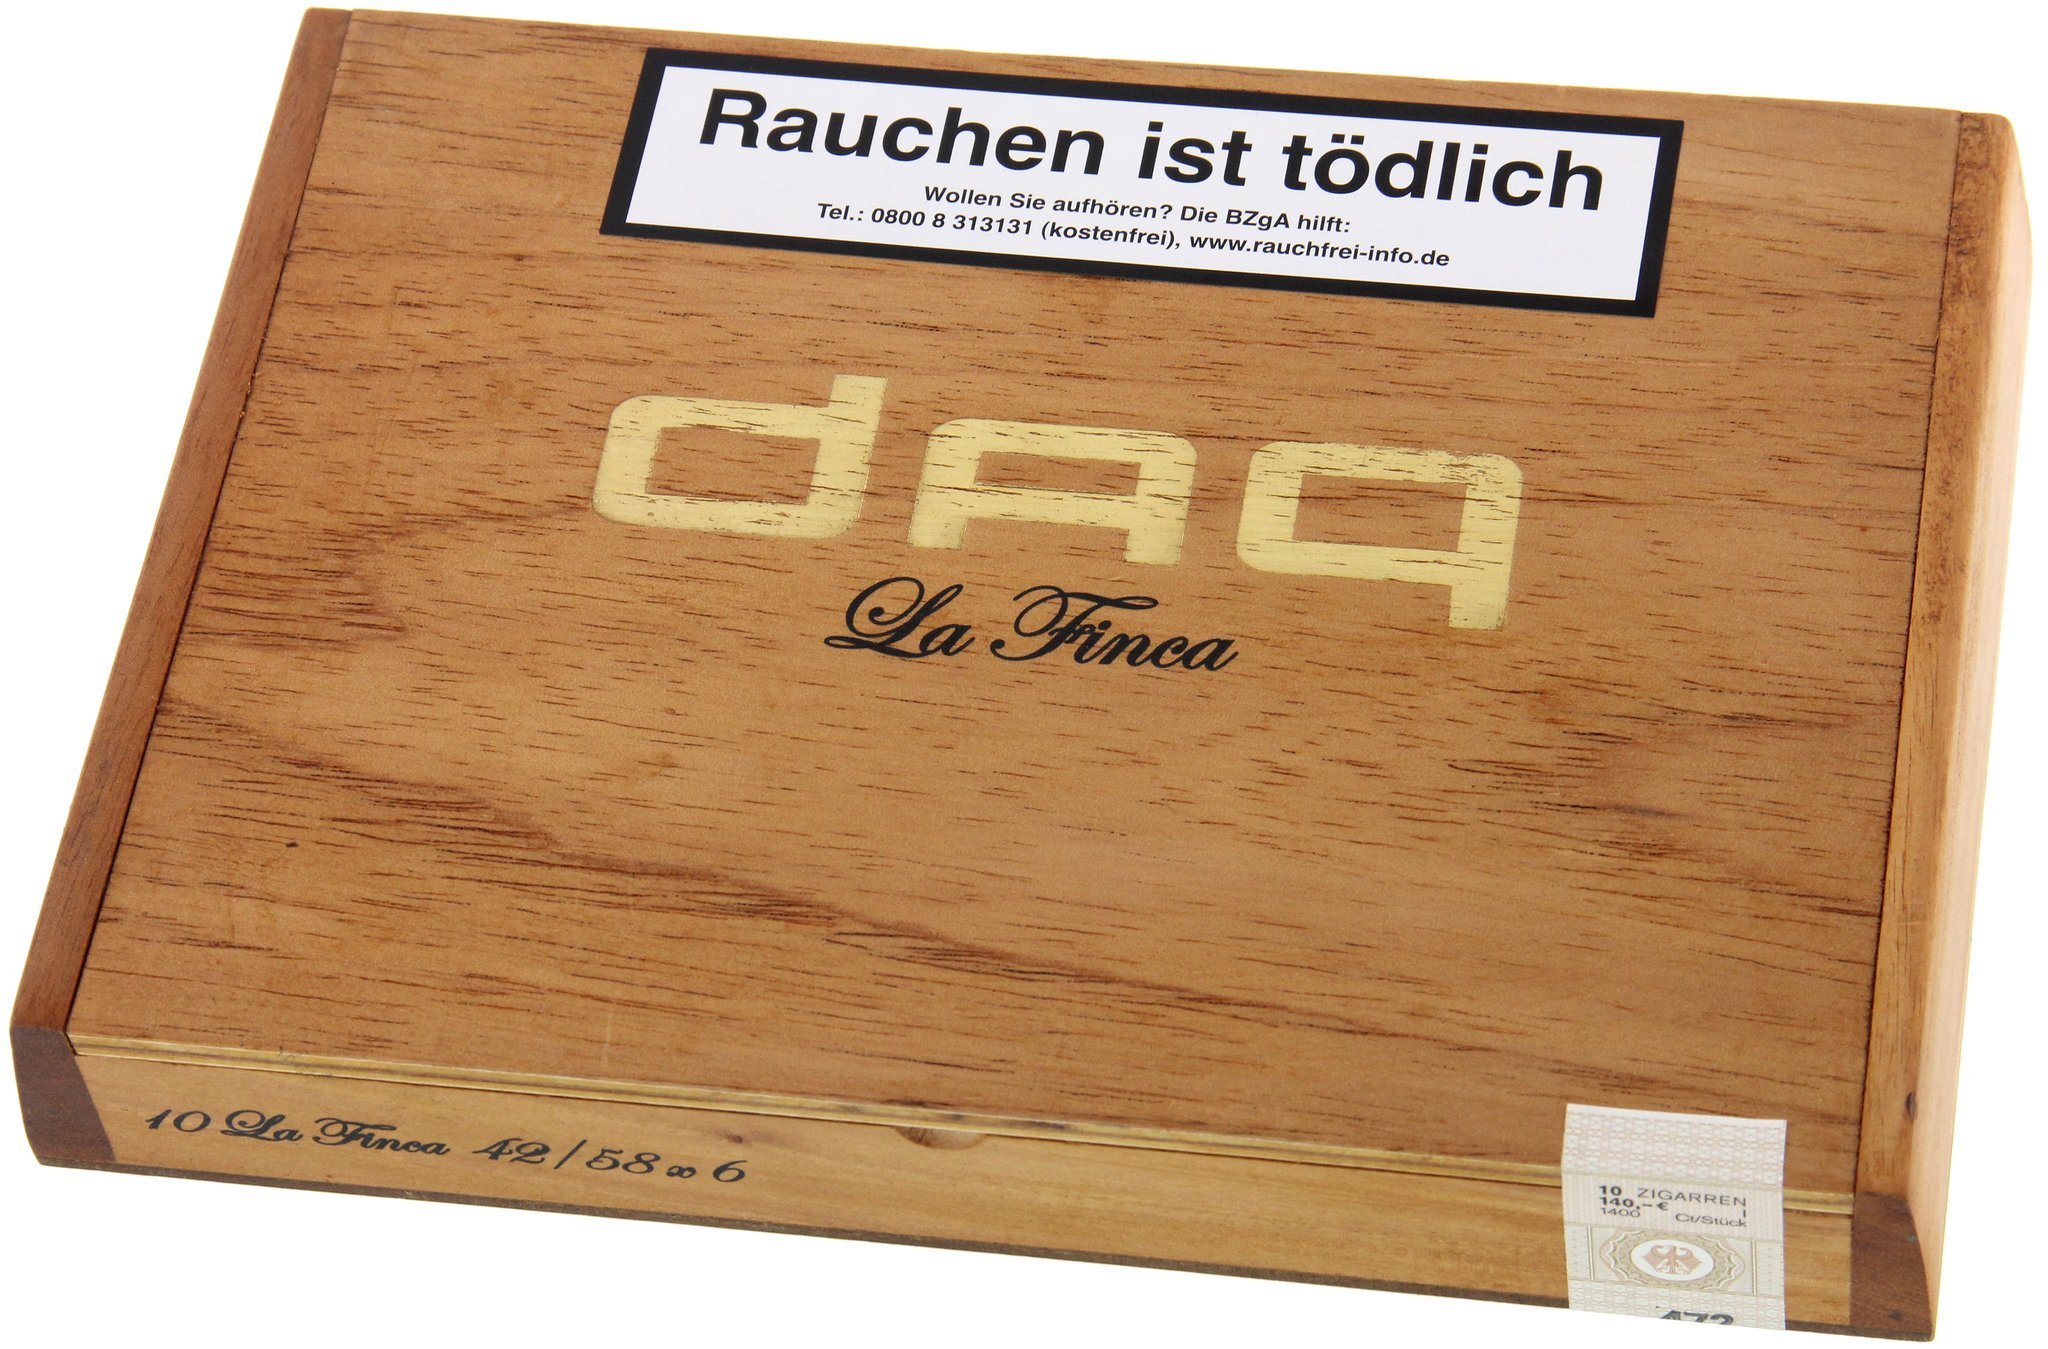 Rauchen ist tödlich
Wollen Sie aufhören? Die BZgA hilft:
Tel.: 0800 8 313131 (kostenfrei), www.rauchfrei-info.de
daq
La Finca
10 La Finca 42/58 x 6
10 ZIGARREN
140,-€ I
1400 Ct/Stück